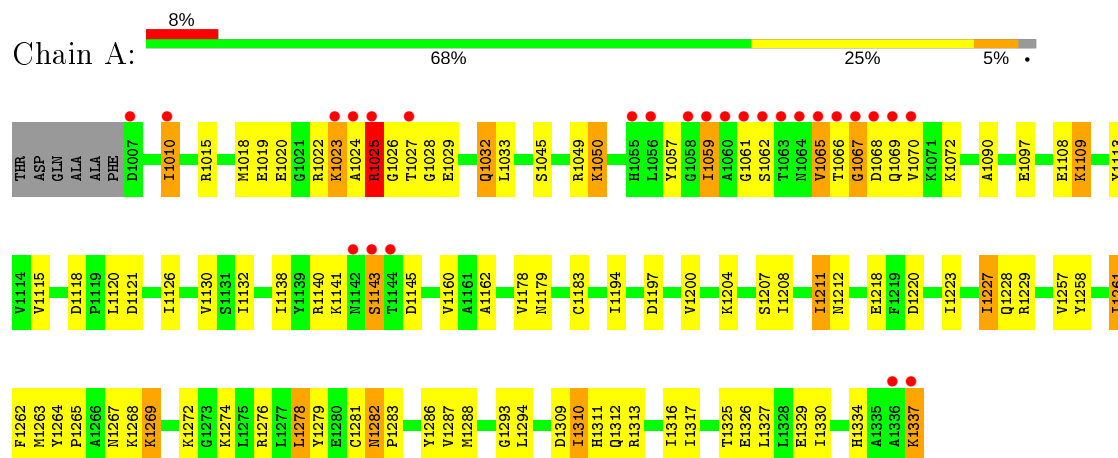 8%
Chain A:
68% 25% 5% •
THR ASP GLN ALA ALA PHE D1007 I1010 R1015 M1018 E1019 E1020 G1021 R1022 K1023 A1024 R1025 G1026 T1027 G1028 E1029 Q1032 L1033 S1045 R1049 K1050 H1055 L1056 Y1057 G1058 I1059 A1060 G1061 S1062 T1063 N1064 V1065 T1066 G1067 D1068 Q1069 V1070 K1071 K1072 A1090 E1097 E1108 K1109 Y1113
V1114 V1115 D1118 P1119 L1120 D1121 I1126 V1130 S1131 I1132 I1138 Y1139 R1140 K1141 N1142 S1143 T1144 D1145 V1160 A1161 A1162 V1178 N1179 C1183 I1194 D1197 V1200 K1204 S1207 I1208 I1211 N1212 E1218 F1219 D1220 I1223 I1227 Q1228 R1229 V1257 Y1258 I1261
F1262 M1263 Y1264 P1265 A1266 N1267 K1268 K1269 K1272 G1273 K1274 L1275 R1276 L1277 L1278 Y1279 E1280 C1281 N1282 P1283 Y1286 V1287 M1288 G1293 L1294 D1309 I1310 H1311 Q1312 R1313 I1316 I1317 T1325 E1326 L1327 L1328 E1329 I1330 H1334 A1335 A1336 K1337